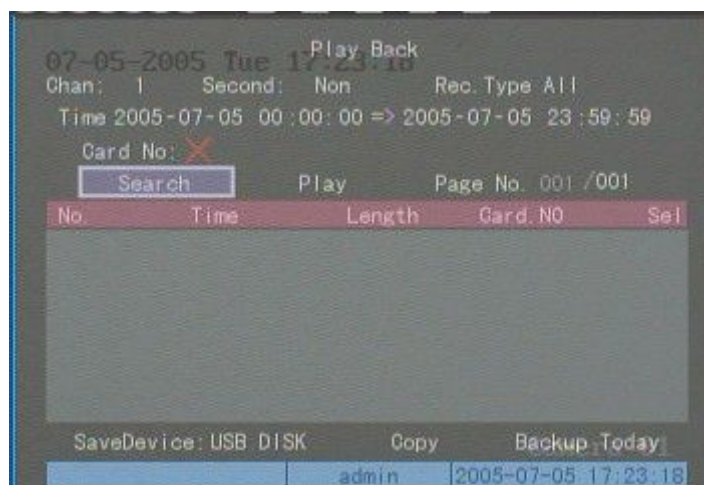 Play Back
07-05-2005 Tue 17:23:18
Chan: 1 Second: Non Rec.Type All
Time 2005-07-05 00:00:00 => 2005-07-05 23:59:59
Card No:
Search Play Page No. 001/001
No. Time Length Card.NO Sel
SaveDevice:USB DISK Copy Backup Today
admin 2005-07-05 17:23:18